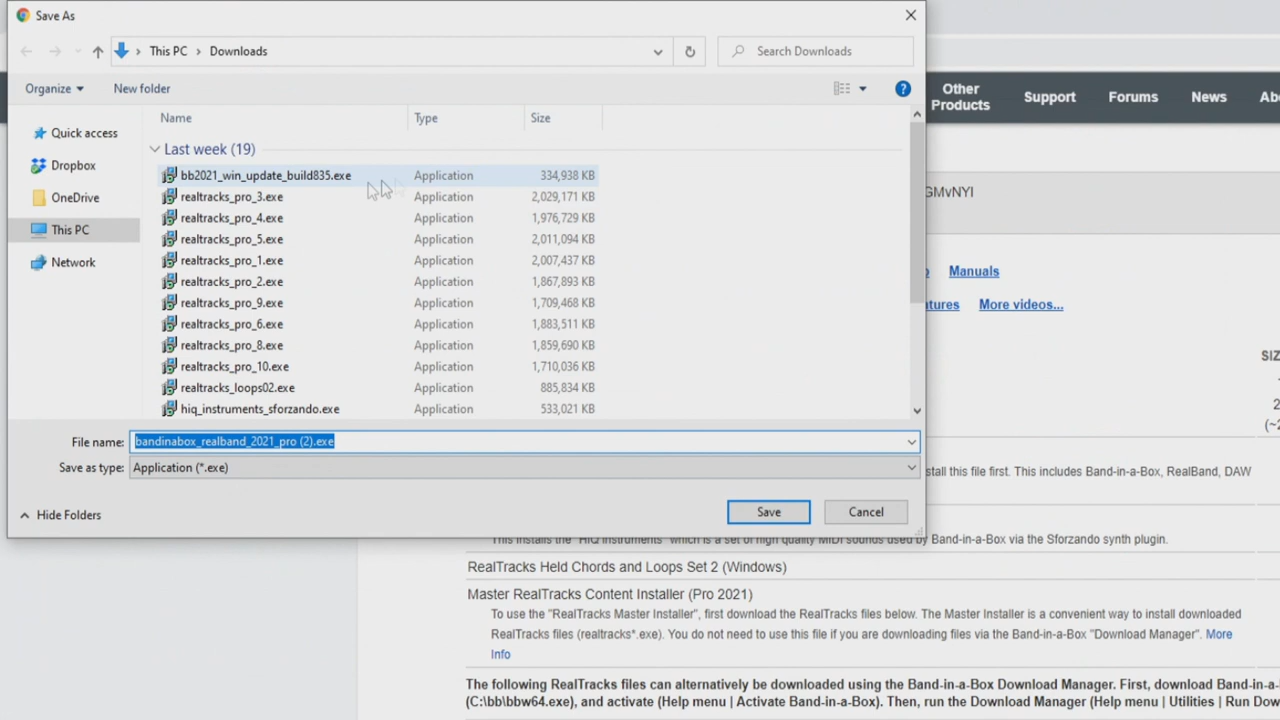 Save As
This PC > Downloads
Search Downloads
Organize
New folder
?
Other
Products
Support
Forums
News
Quick access
Dropbox
OneDrive
This PC
Network
Name Type Size
Last week (19)
bb2021_win_update_build835.exe Application 334,938 KB
realtracks_pro_3.exe Application 2,029,171 KB
realtracks_pro_4.exe Application 1,976,729 KB
realtracks_pro_5.exe Application 2,011,094 KB
realtracks_pro_1.exe Application 2,007,437 KB
realtracks_pro_2.exe Application 1,867,893 KB
realtracks_pro_9.exe Application 1,709,468 KB
realtracks_pro_6.exe Application 1,883,511 KB
realtracks_pro_8.exe Application 1,859,690 KB
realtracks_pro_10.exe Application 1,710,036 KB
realtracks_loops02.exe Application 885,834 KB
hiq_instruments_sforzando.exe Application 533,021 KB
File name: bandinabox_realband_2021_pro (2).exe
Save as type: Application (*.exe)
Hide Folders
Save
Cancel
GMvNYI
Manuals
tures More videos...
SIZ
(~2
stall this file first. This includes Band-in-a-Box, RealBand, DAW
This installs the "HiQ Instruments" which is a set of high quality MIDI sounds used by Band-in-a-Box via the Sforzando synth plugin.
RealTracks Held Chords and Loops Set 2 (Windows)
Master RealTracks Content Installer (Pro 2021)
To use the "RealTracks Master Installer", first download the RealTracks files below. The Master Installer is a convenient way to install downloaded
RealTracks files (realtracks*.exe). You do not need to use this file if you are downloading files via the Band-in-a-Box "Download Manager". More
Info
The following RealTracks files can alternatively be downloaded using the Band-in-a-Box Download Manager. First, download Band-in-a
(C:\bb\bbw64.exe), and activate (Help menu | Activate Band-in-a-Box). Then, run the Download Manager (Help menu | Utilities | Run Dow